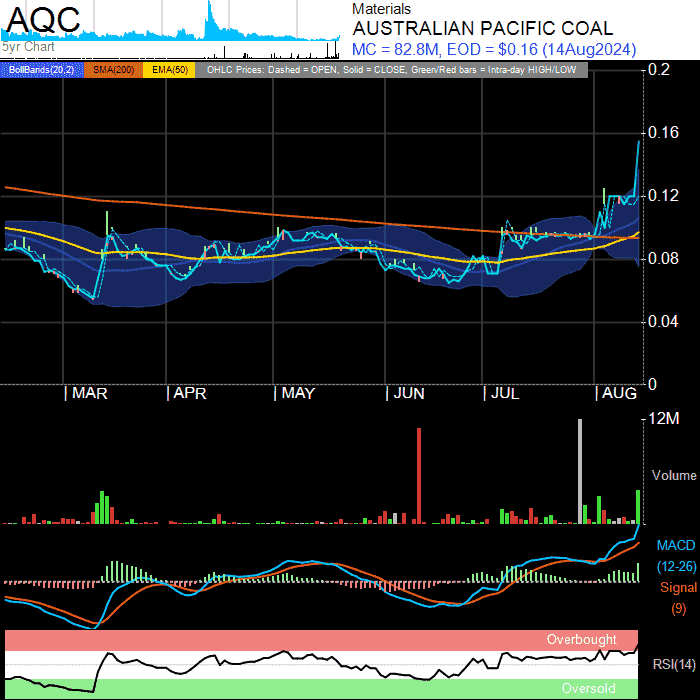 AQC
5yr Chart
Materials
AUSTRALIAN PACIFIC COAL
MC = 82.8M, EOD = $0.16 (14Aug2024)
BollBands(20,2) SMA(200) EMA(50) OHLC Prices: Dashed = OPEN, Solid = CLOSE, Green/Red bars = Intra-day HIGH/LOW
0.2
0.16
0.12
0.08
0.04
0
MAR APR MAY JUN JUL AUG
12M
Volume
MACD
(12-26)
Signal
(9)
Overbought
RSI(14)
Oversold